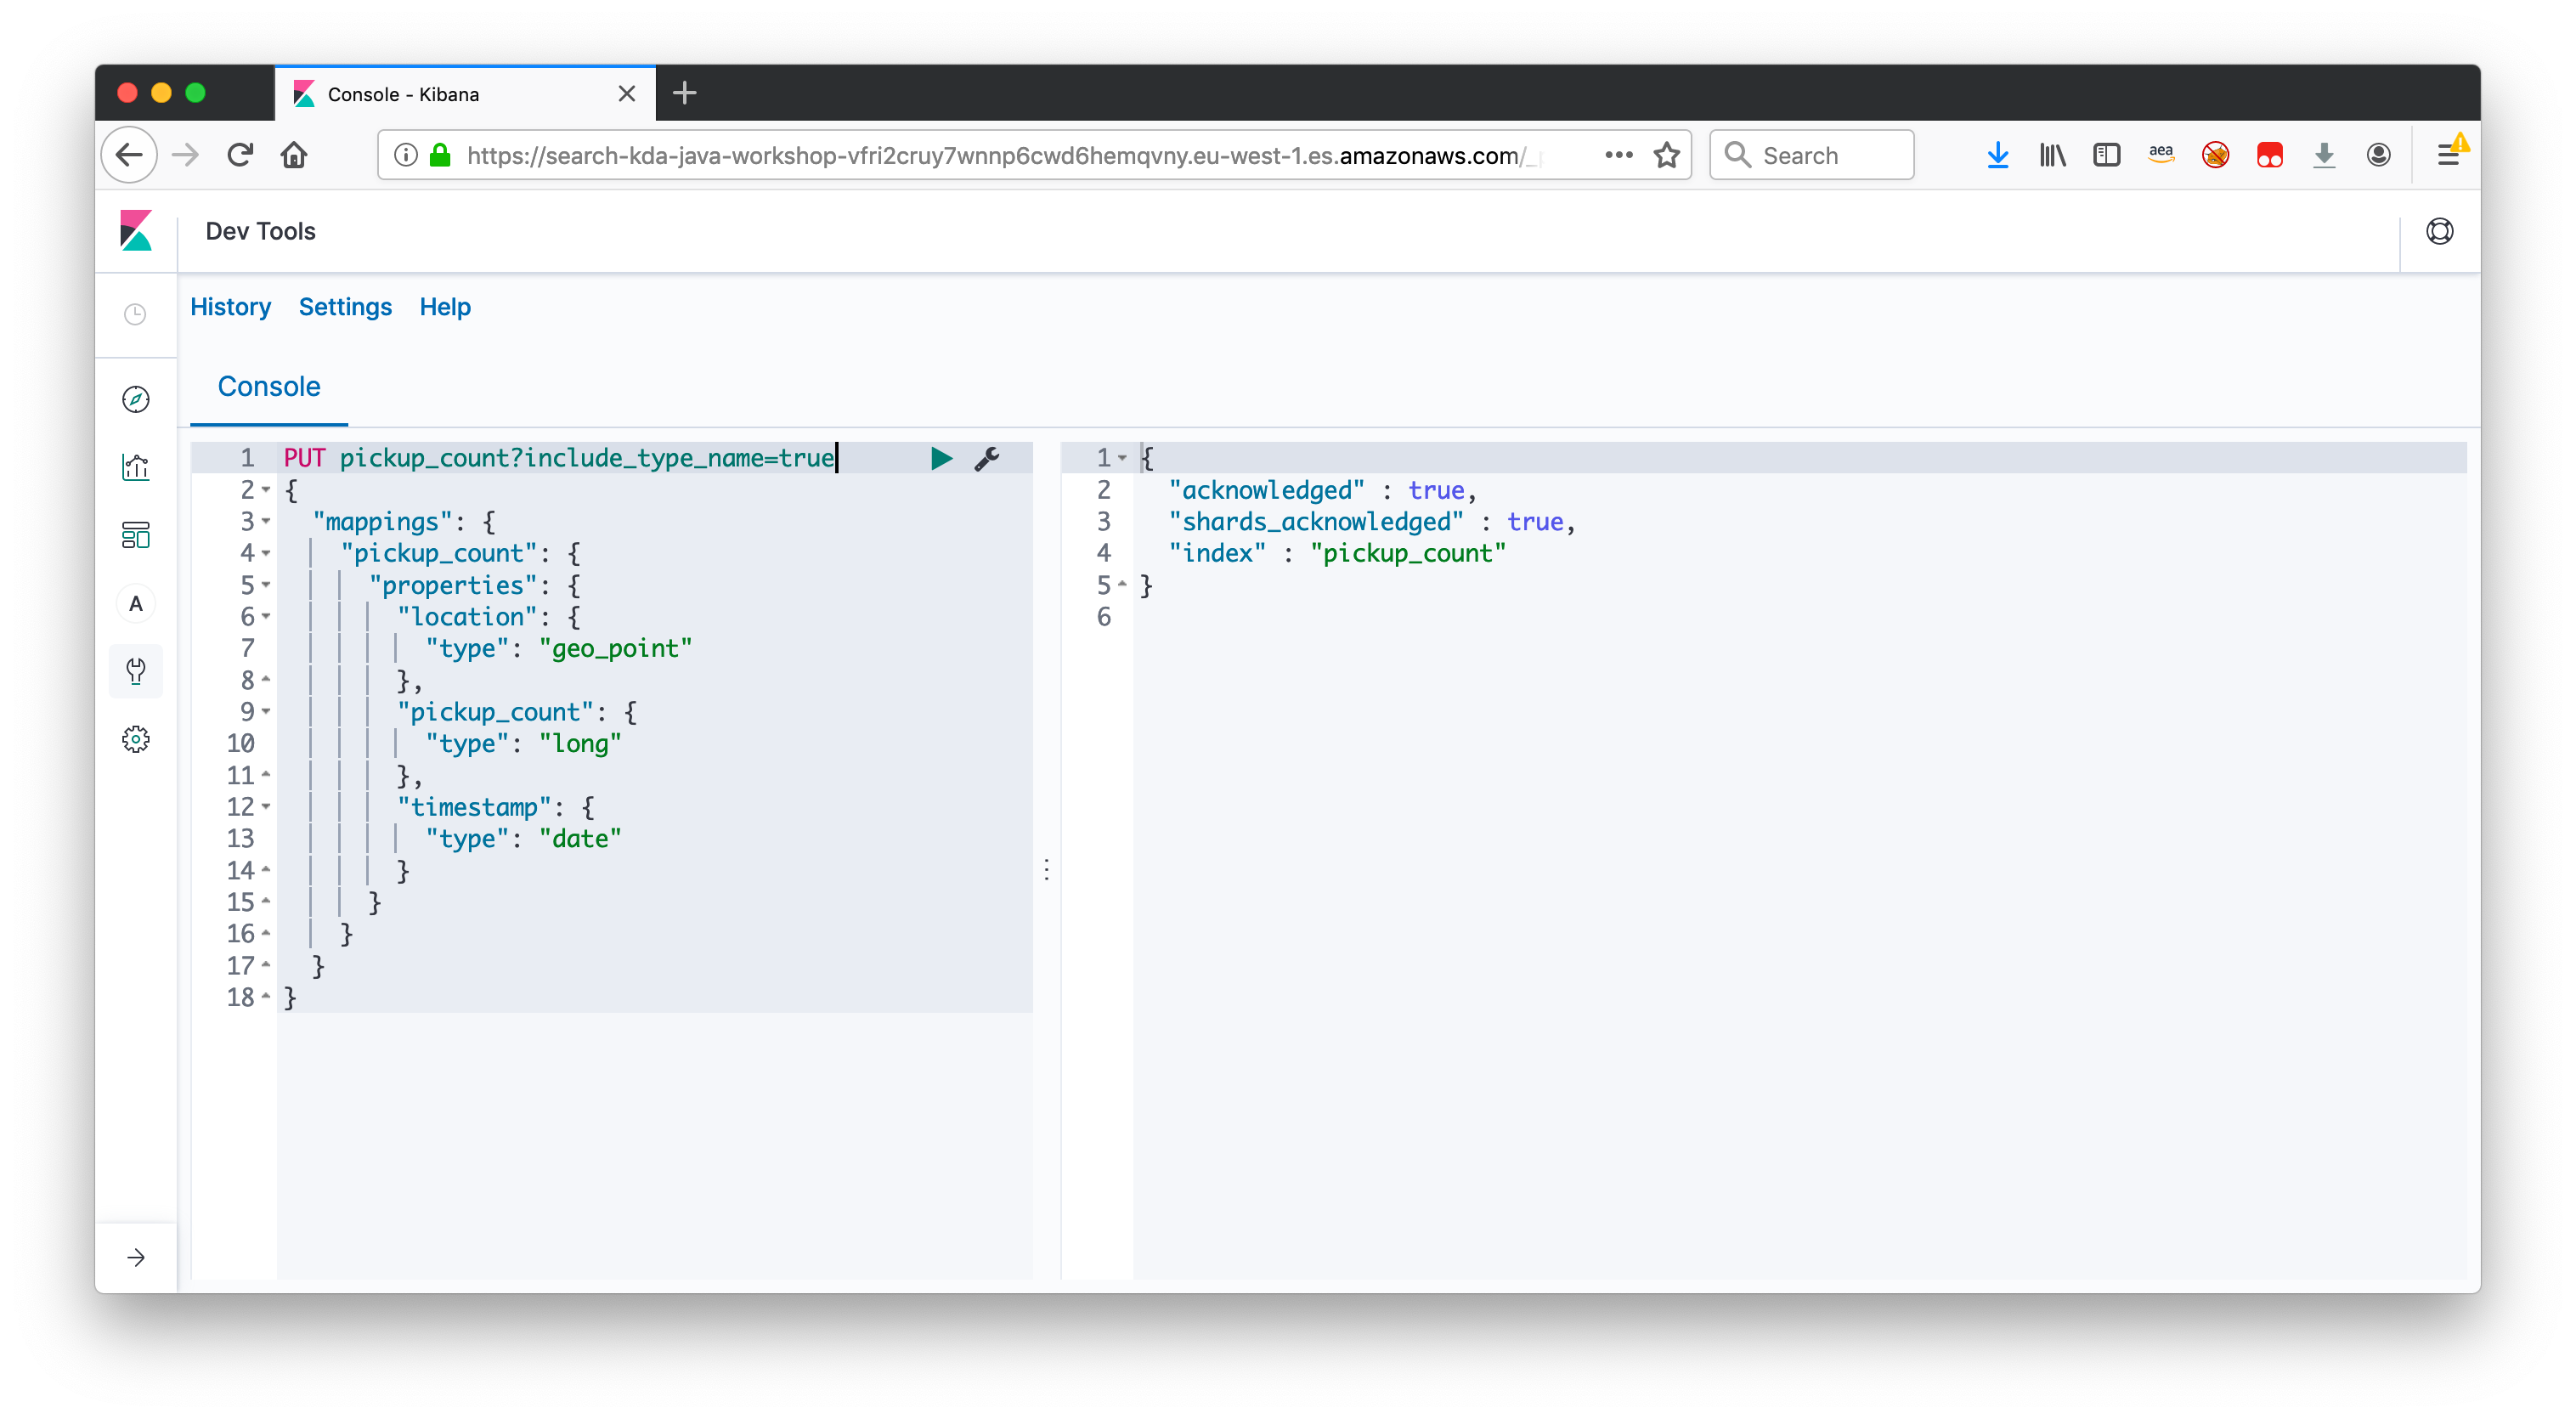 Console - Kibana
https://search-kda-java-workshop-vfri2cruy7wnnp6cwd6hemqvny.eu-west-1.es.amazonaws.com/_
Search
aea
Dev Tools
History Settings Help
Console
A
1 PUT pickup_count?include_type_name=true
2 {
3 "mappings": {
4 "pickup_count": {
5 "properties": {
6 "location": {
7 "type": "geo_point"
8 },
9 "pickup_count": {
10 "type": "long"
11 },
12 "timestamp": {
13 "type": "date"
14 }
15 }
16 }
17 }
18 }
1 {
2 "acknowledged" : true,
3 "shards_acknowledged" : true,
4 "index" : "pickup_count"
5 }
6